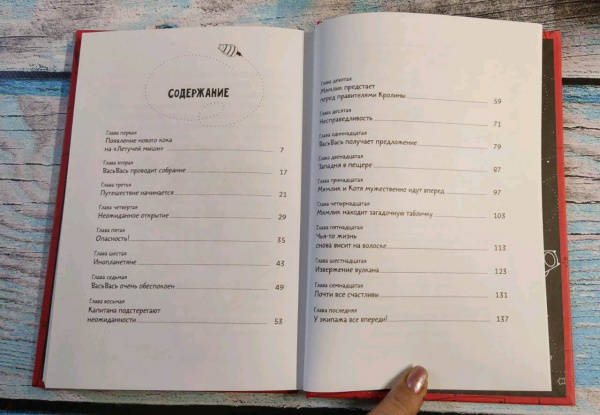 СОДЕРЖАНИЕ
Глава первая
Появление нового кока
на «Летучей мыши» 7
Глава вторая
ВасьВась проводит собрание 17
Глава третья
Путешествие начинается 21
Глава четвертая
Неожиданное открытие 29
Глава пятая
Опасность! 35
Глава шестая
Инопланетяне 43
Глава седьмая
ВасьВась очень обеспокоен 49
Глава восьмая
Капитана подстерегают
неожиданности 53
Глава девятая
Мямлик предстает
перед правителями Кролины 59
Глава десятая
Несправедливость 71
Глава одиннадцатая
ВасьВась получает предложение 79
Глава двенадцатая
Западня в пещере 87
Глава тринадцатая
Мямлик и Котя мужественно идут вперед 97
Глава четырнадцатая
Мямлик находит загадочную табличку 103
Глава пятнадцатая
Чья-то жизнь
снова висит на волоске 113
Глава шестнадцатая
Извержение вулкана 123
Глава семнадцатая
Почти все счастливы 131
Глава последняя
У экипажа все впереди! 137